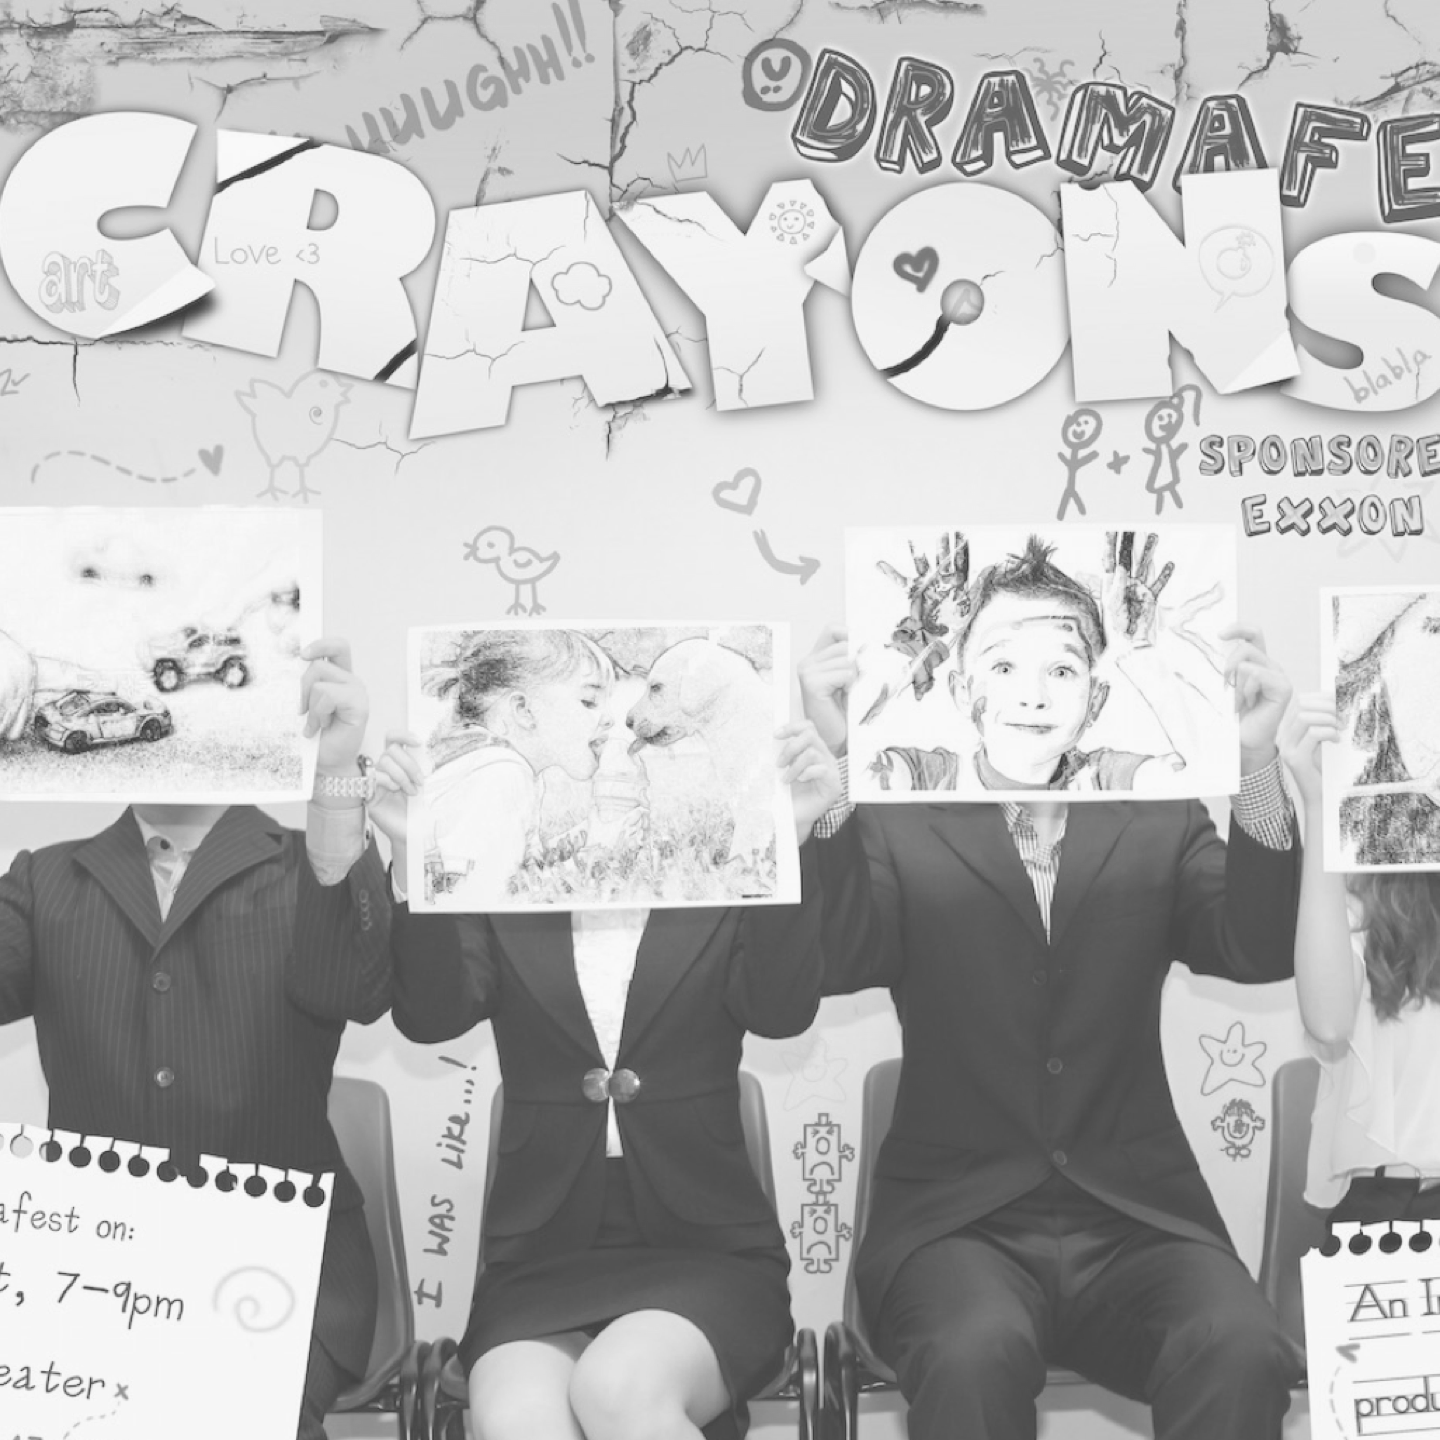 UUUGHH!!
DRAMAFE
CRAYONS
art
Love <3
blabla
SPONSORE
EXXON
I WAS Like...!
afest on:
t, 7-9pm
eater
An I
produ